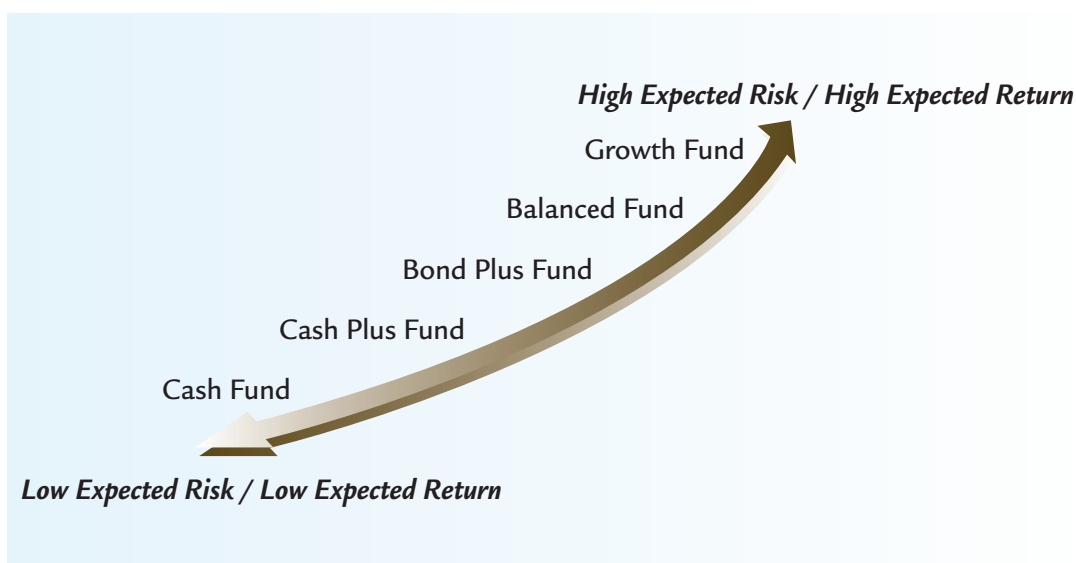 High Expected Risk / High Expected Return
Growth Fund
Balanced Fund
Bond Plus Fund
Cash Plus Fund
Cash Fund
Low Expected Risk / Low Expected Return